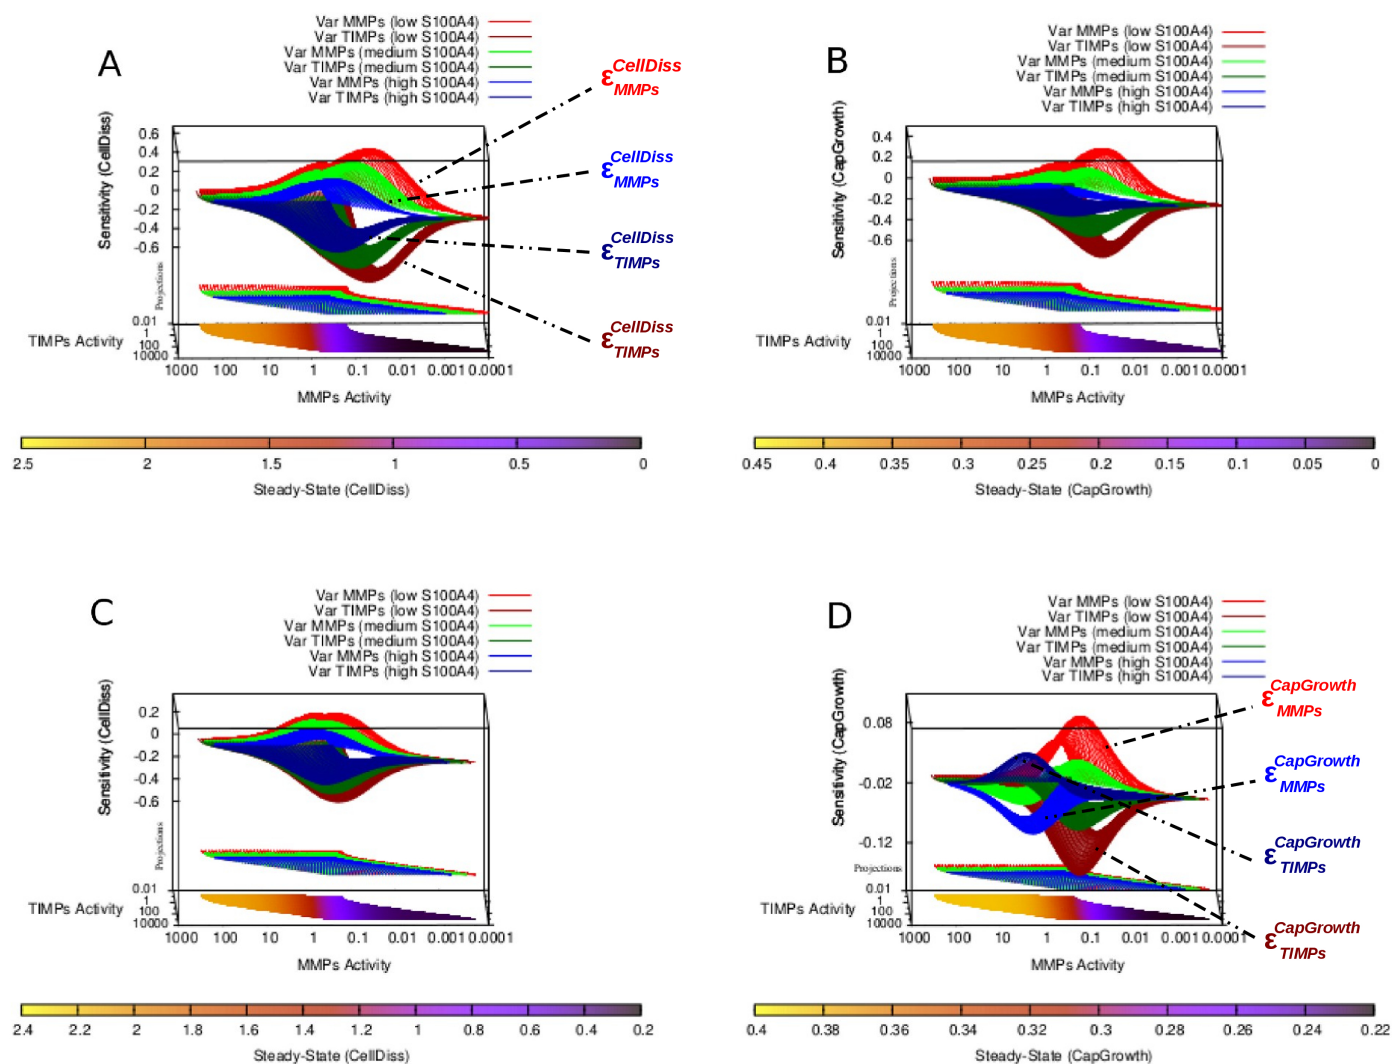 A
Var MMPs (low S100A4)
Var TIMPs (low S100A4)
Var MMPs (medium S100A4)
Var TIMPs (medium S100A4)
Var MMPs (high S100A4)
Var TIMPs (high S100A4)
Sensitivity (CellDiss)
0.6
0.4
0.2
0
-0.2
-0.4
-0.6
Projections
TIMPs Activity
0.01
1
100
10000
1000 100 10 1 0.1 0.01 0.001 0.0001
MMPs Activity
ε CellDiss MMPs
ε CellDiss MMPs
ε CellDiss TIMPs
ε CellDiss TIMPs
2.5 2 1.5 1 0.5 0
Steady-State (CellDiss)
B
Var MMPs (low S100A4)
Var TIMPs (low S100A4)
Var MMPs (medium S100A4)
Var TIMPs (medium S100A4)
Var MMPs (high S100A4)
Var TIMPs (high S100A4)
Sensitivity (CapGrowth)
0.4
0.2
0
-0.2
-0.4
-0.6
Projections
TIMPs Activity
0.01
1
100
10000
1000 100 10 1 0.1 0.01 0.001 0.0001
MMPs Activity
0.45 0.4 0.35 0.3 0.25 0.2 0.15 0.1 0.05 0
Steady-State (CapGrowth)
C
Var MMPs (low S100A4)
Var TIMPs (low S100A4)
Var MMPs (medium S100A4)
Var TIMPs (medium S100A4)
Var MMPs (high S100A4)
Var TIMPs (high S100A4)
Sensitivity (CellDiss)
0.2
0
-0.2
-0.4
-0.6
Projections
TIMPs Activity
0.01
1
100
10000
1000 100 10 1 0.1 0.01 0.001 0.0001
MMPs Activity
2.4 2.2 2 1.8 1.6 1.4 1.2 1 0.8 0.6 0.4 0.2
Steady-State (CellDiss)
D
Var MMPs (low S100A4)
Var TIMPs (low S100A4)
Var MMPs (medium S100A4)
Var TIMPs (medium S100A4)
Var MMPs (high S100A4)
Var TIMPs (high S100A4)
Sensitivity (CapGrowth)
0.08
-0.02
-0.12
Projections
TIMPs Activity
0.01
1
100
10000
1000 100 10 1 0.1 0.01 0.001 0.0001
MMPs Activity
ε CapGrowth MMPs
ε CapGrowth MMPs
ε CapGrowth TIMPs
ε CapGrowth TIMPs
0.4 0.38 0.36 0.34 0.32 0.3 0.28 0.26 0.24 0.22
Steady-State (CapGrowth)